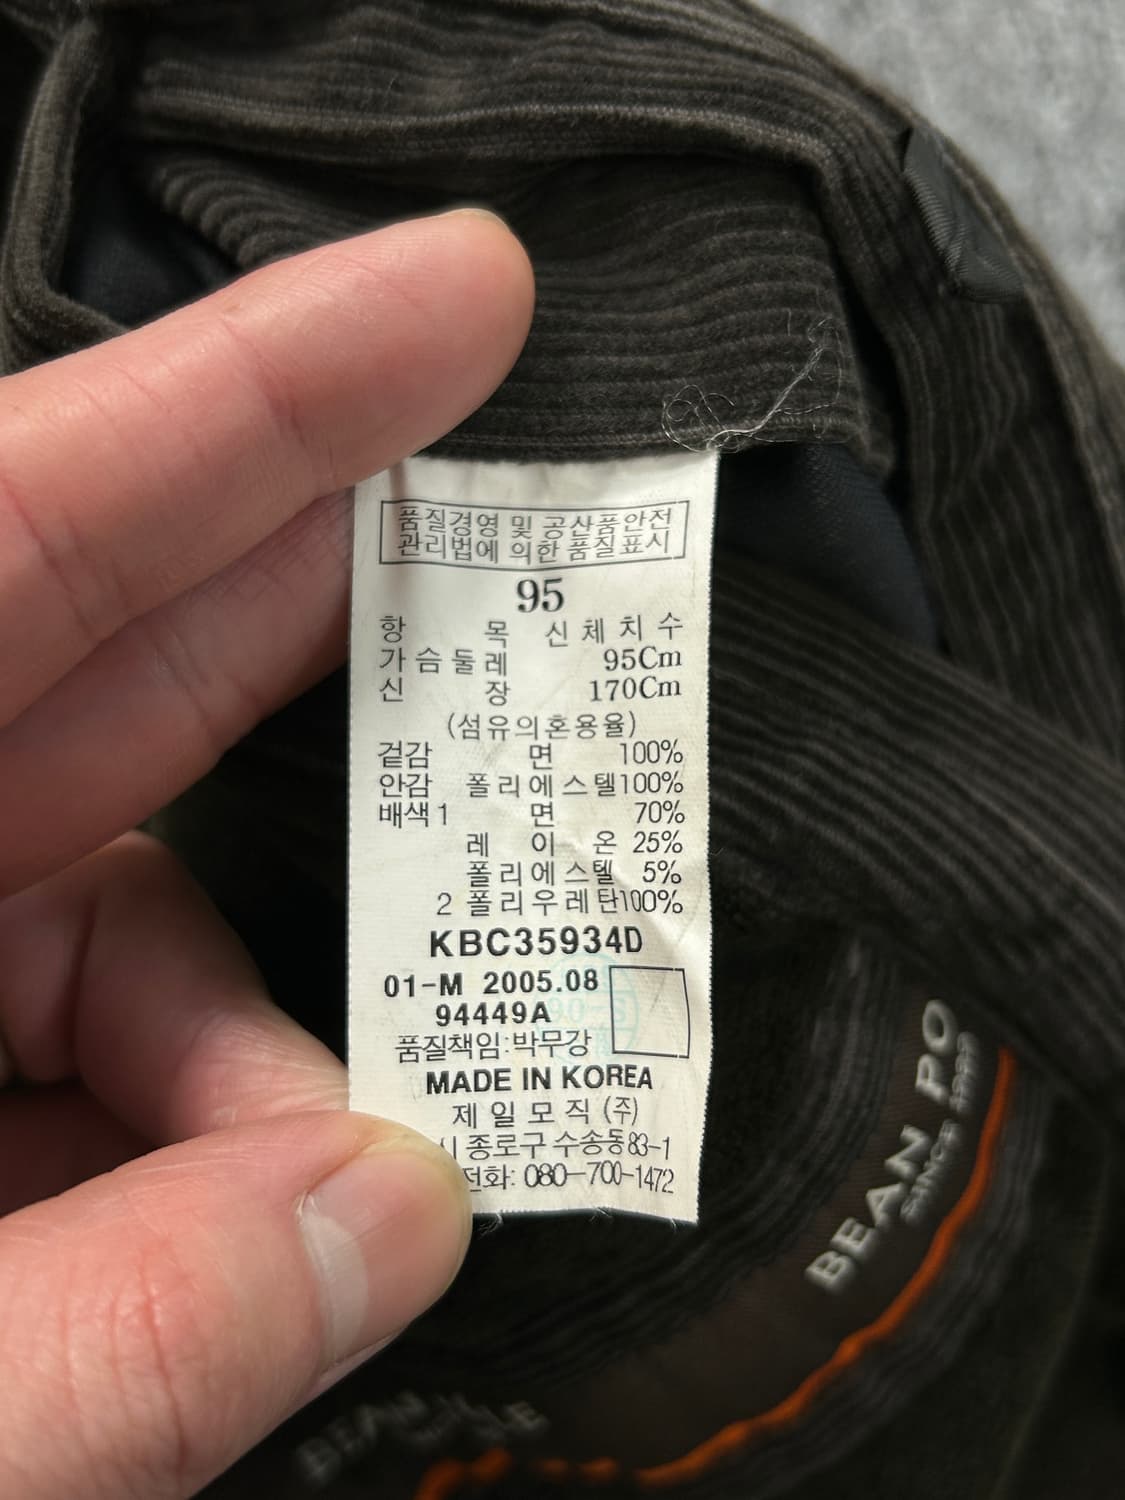 품질경영 및 공산품안전
관리법에 의한 품질표시
95
항 목 신체치수
가슴둘레 95Cm
신 장 170Cm
(섬유의혼용율)
겉감 면 100%
안감 폴리에스텔100%
배색1 면 70%
레 이 온 25%
폴리에스텔 5%
2 폴리우레탄100%
KBC35934D
01-M 2005.08
94449A
품질책임:박무강
MADE IN KOREA
제일모직(주)
종로구 수송동83-1
전화: 080-700-1472
BEAN PO
SINCE
BEAN